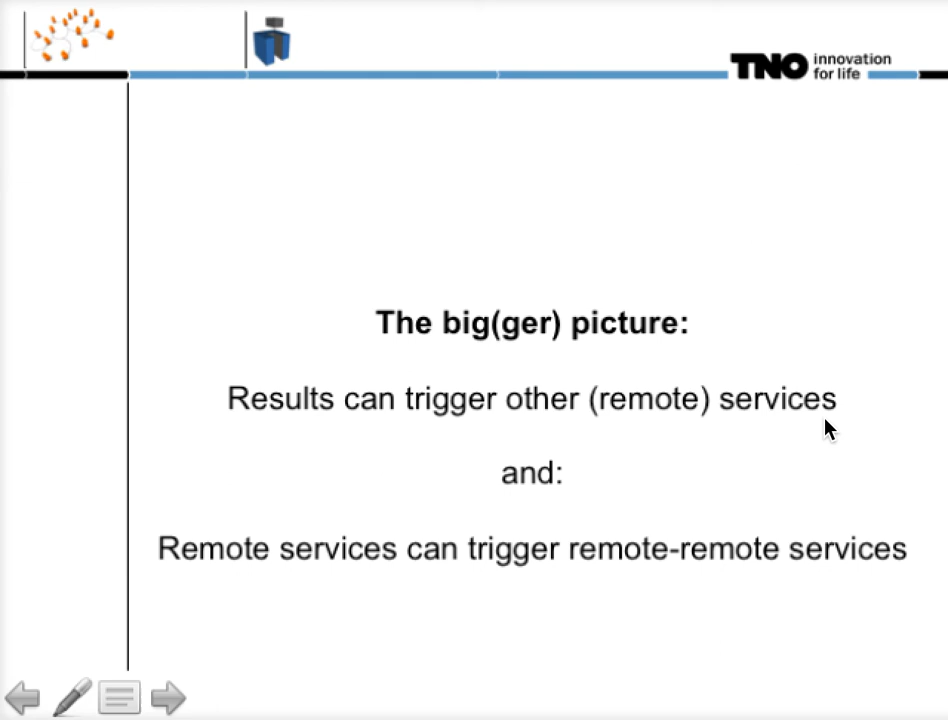 TNO innovation
for life
The big(ger) picture:
Results can trigger other (remote) services
and:
Remote services can trigger remote-remote services